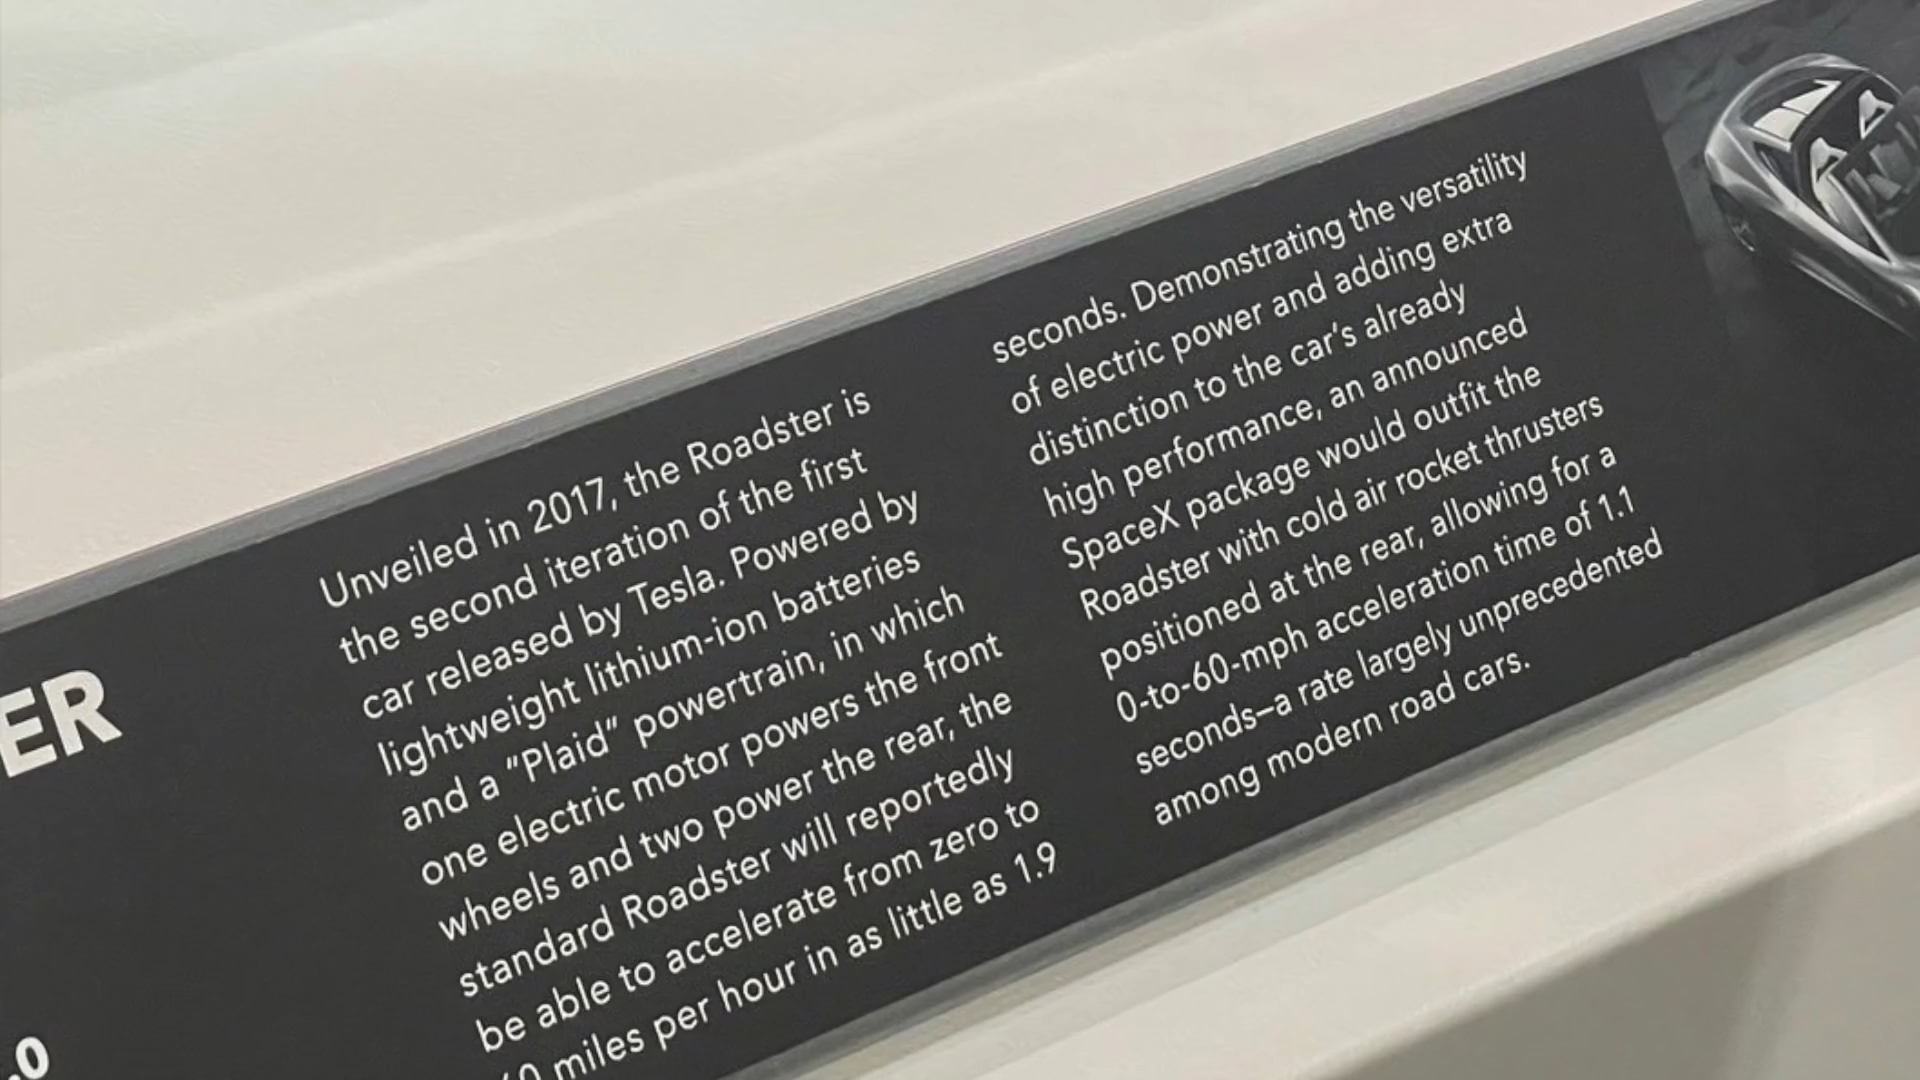 ER
.0
Unveiled in 2017, the Roadster is
the second iteration of the first
car released by Tesla. Powered by
lightweight lithium-ion batteries
and a "Plaid" powertrain, in which
one electric motor powers the front
wheels and two power the rear, the
standard Roadster will reportedly
be able to accelerate from zero to
60 miles per hour in as little as 1.9
seconds. Demonstrating the versatility
of electric power and adding extra
distinction to the car's already
high performance, an announced
SpaceX package would outfit the
Roadster with cold air rocket thrusters
positioned at the rear, allowing for a
0-to-60-mph acceleration time of 1.1
seconds–a rate largely unprecedented
among modern road cars.